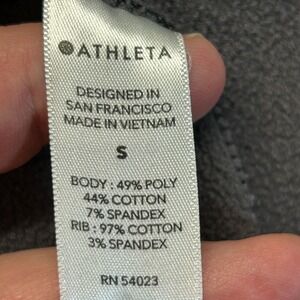 ATHLETA
DESIGNED IN
SAN FRANCISCO
MADE IN VIETNAM
S
BODY : 49% POLY
44% COTTON
7% SPANDEX
RIB : 97% COTTON
3% SPANDEX
RN 54023